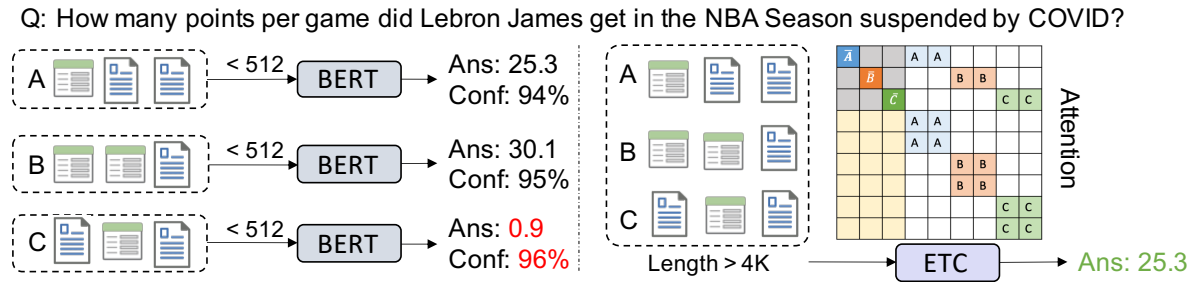 Q: How many points per game did Lebron James get in the NBA Season suspended by COVID?
A
< 512
BERT
Ans: 25.3
Conf: 94%
B
< 512
BERT
Ans: 30.1
Conf: 95%
C
< 512
BERT
Ans: 0.9
Conf: 96%
A
B
C
Length > 4K
Ā A A
B̄ B B
C̄ C C
A A
A A
B B
B B
C C
C C
Attention
ETC
Ans: 25.3